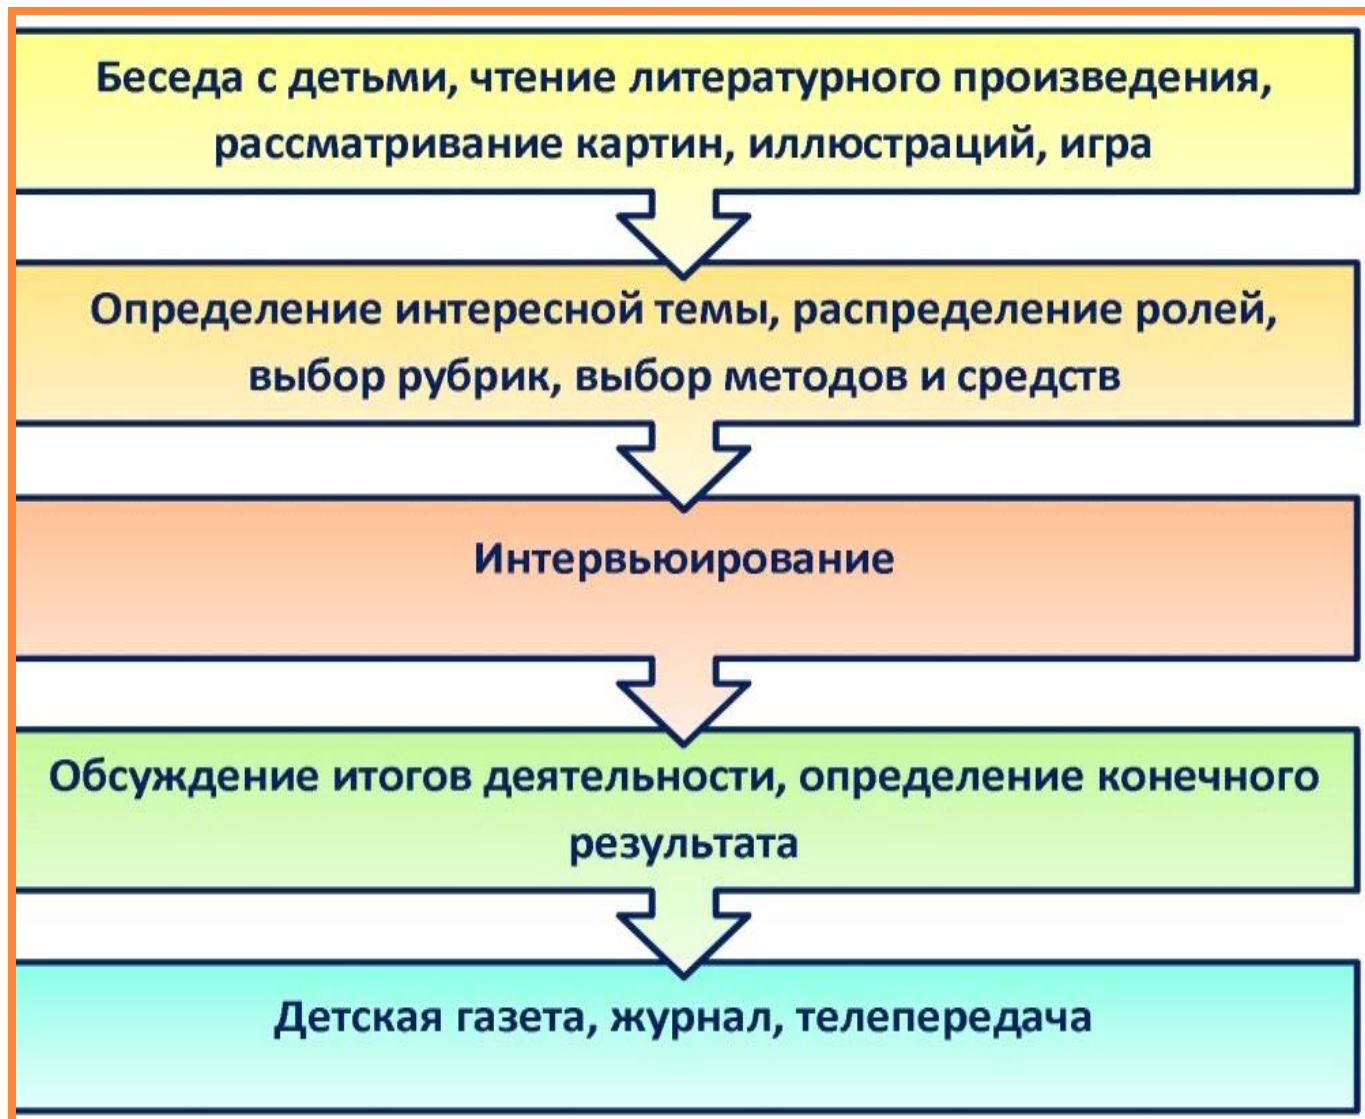 Беседа с детьми, чтение литературного произведения,
рассматривание картин, иллюстраций, игра
Определение интересной темы, распределение ролей,
выбор рубрик, выбор методов и средств
Интервьюирование
Обсуждение итогов деятельности, определение конечного
результата
Детская газета, журнал, телепередача